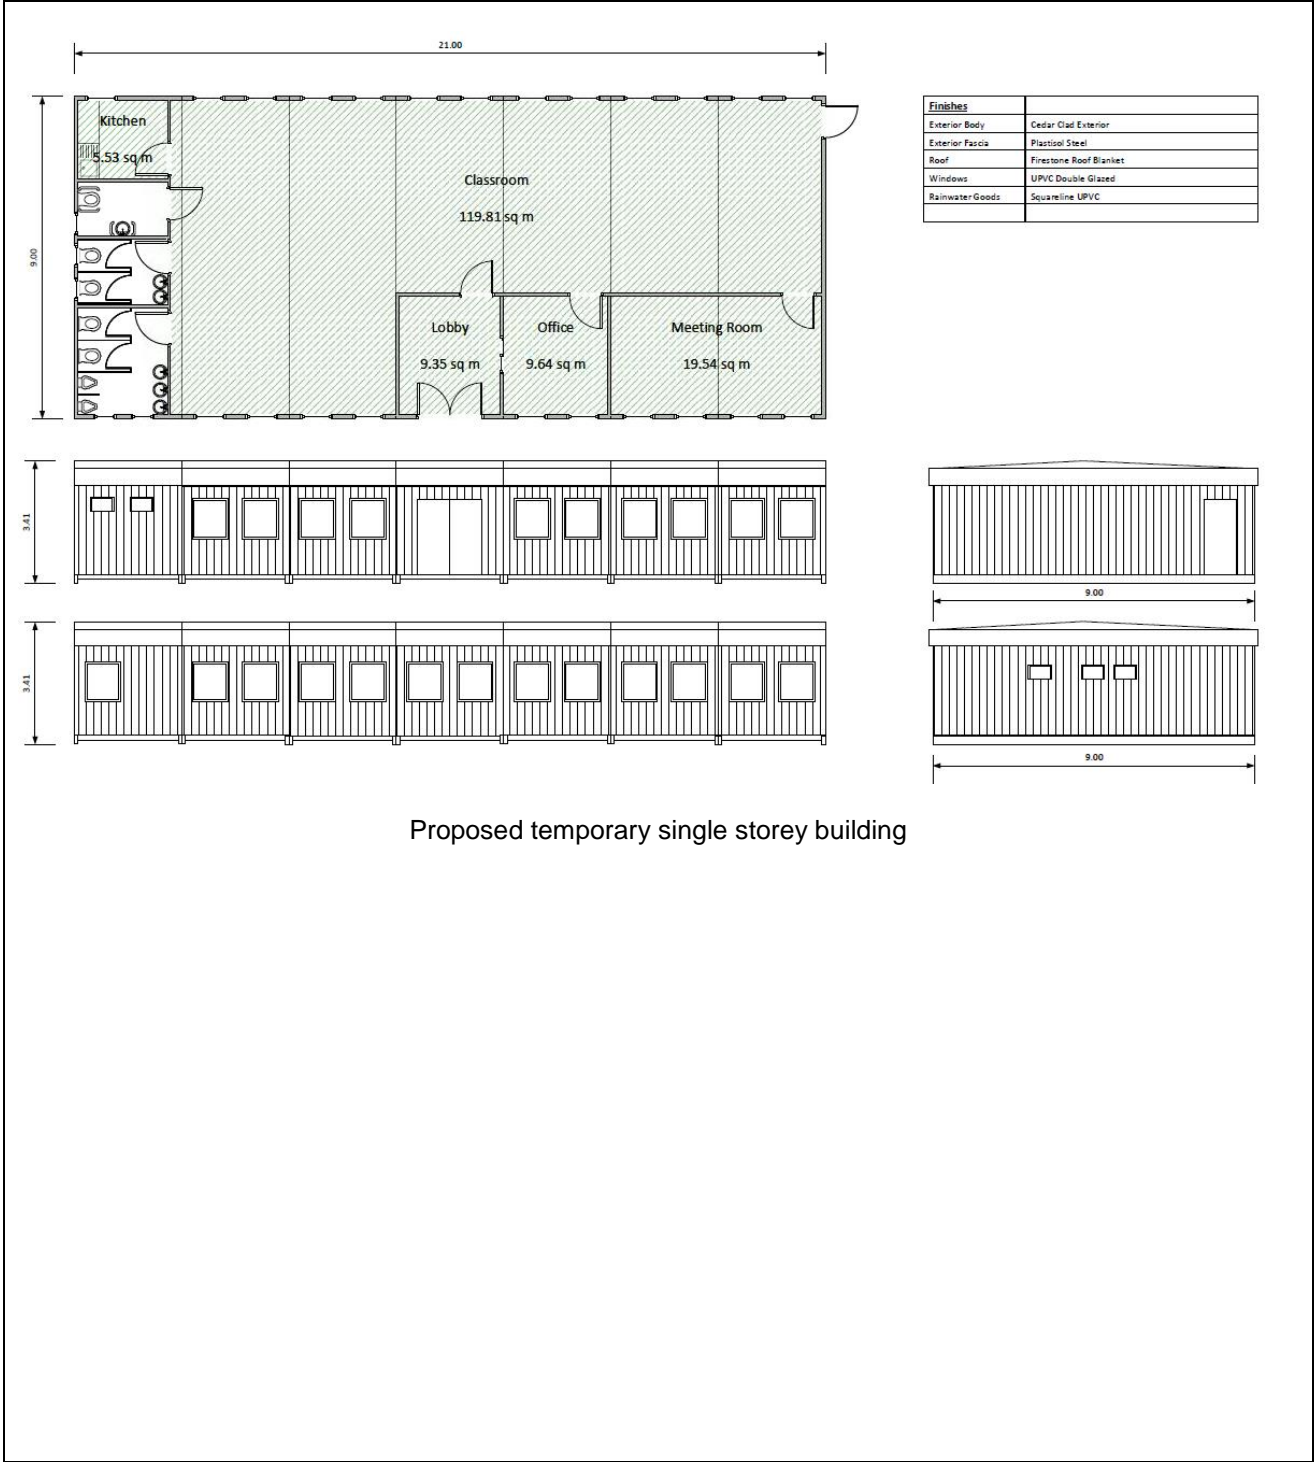 21.00
9.00
Kitchen
5.53 sq m
Classroom
119.81 sq m
Lobby
9.35 sq m
Office
9.64 sq m
Meeting Room
19.54 sq m
Finishes
Exterior Body Cedar Clad Exterior
Exterior Fascia Plastisol Steel
Roof Firestone Roof Blanket
Windows UPVC Double Glazed
Rainwater Goods Squareline UPVC
3.41
9.00
3.41
9.00
Proposed temporary single storey building